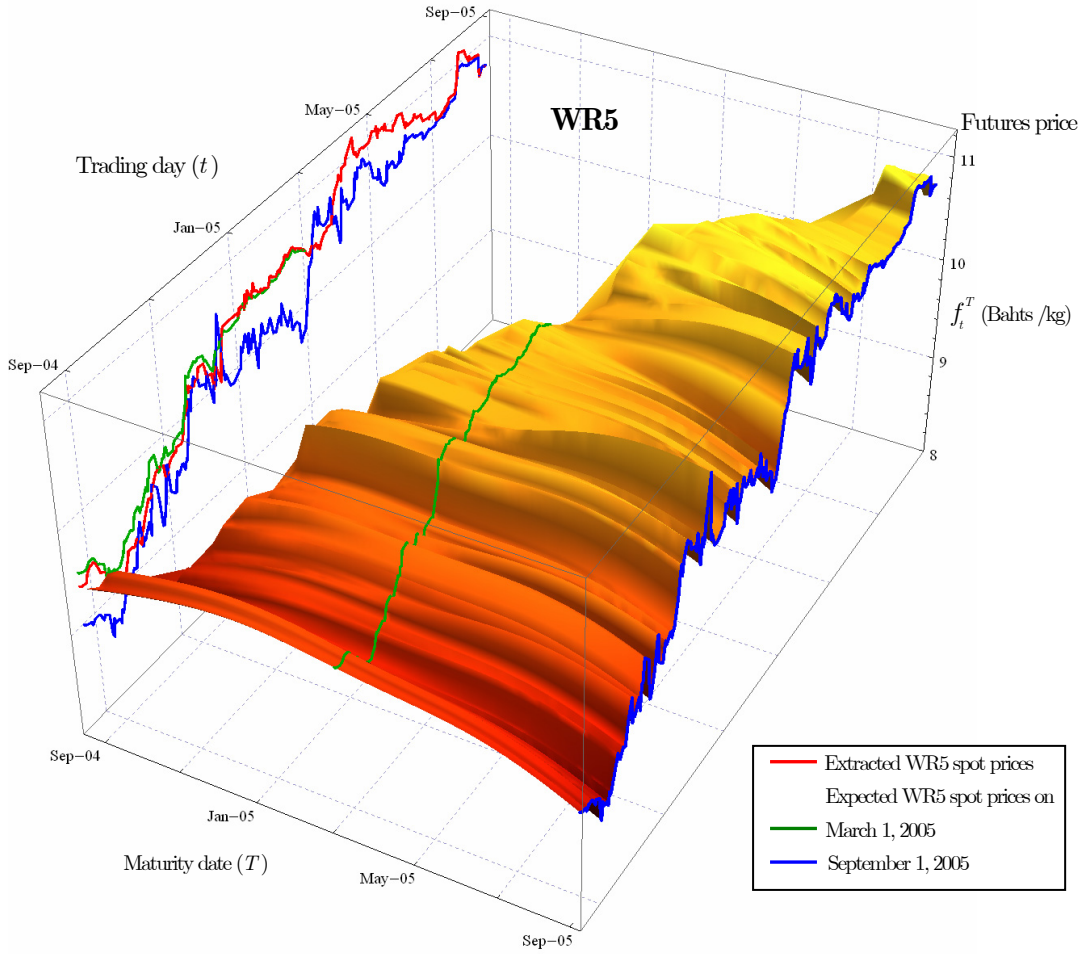 Sep−05
May−05
WR5
Futures price
11
Trading day (t)
Jan−05
10
f_t^T (Bahts /kg)
9
Sep−04
8
Sep−04
Jan−05
Maturity date (T)
May−05
Sep−05
Extracted WR5 spot prices
Expected WR5 spot prices on
March 1, 2005
September 1, 2005